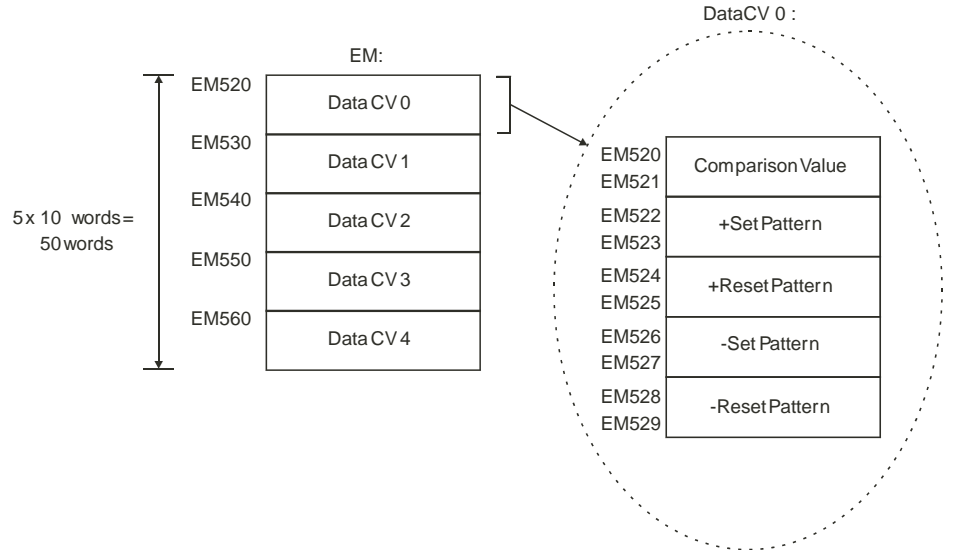 DataCV 0 :
EM:
EM520
Data CV 0
EM530
Data CV 1
EM540
Data CV 2
5 x 10 words =
50 words
EM550
Data CV 3
EM560
Data CV 4
EM520
EM521
Comparison Value
EM522
EM523
+Set Pattern
EM524
EM525
+Reset Pattern
EM526
EM527
-Set Pattern
EM528
EM529
-Reset Pattern